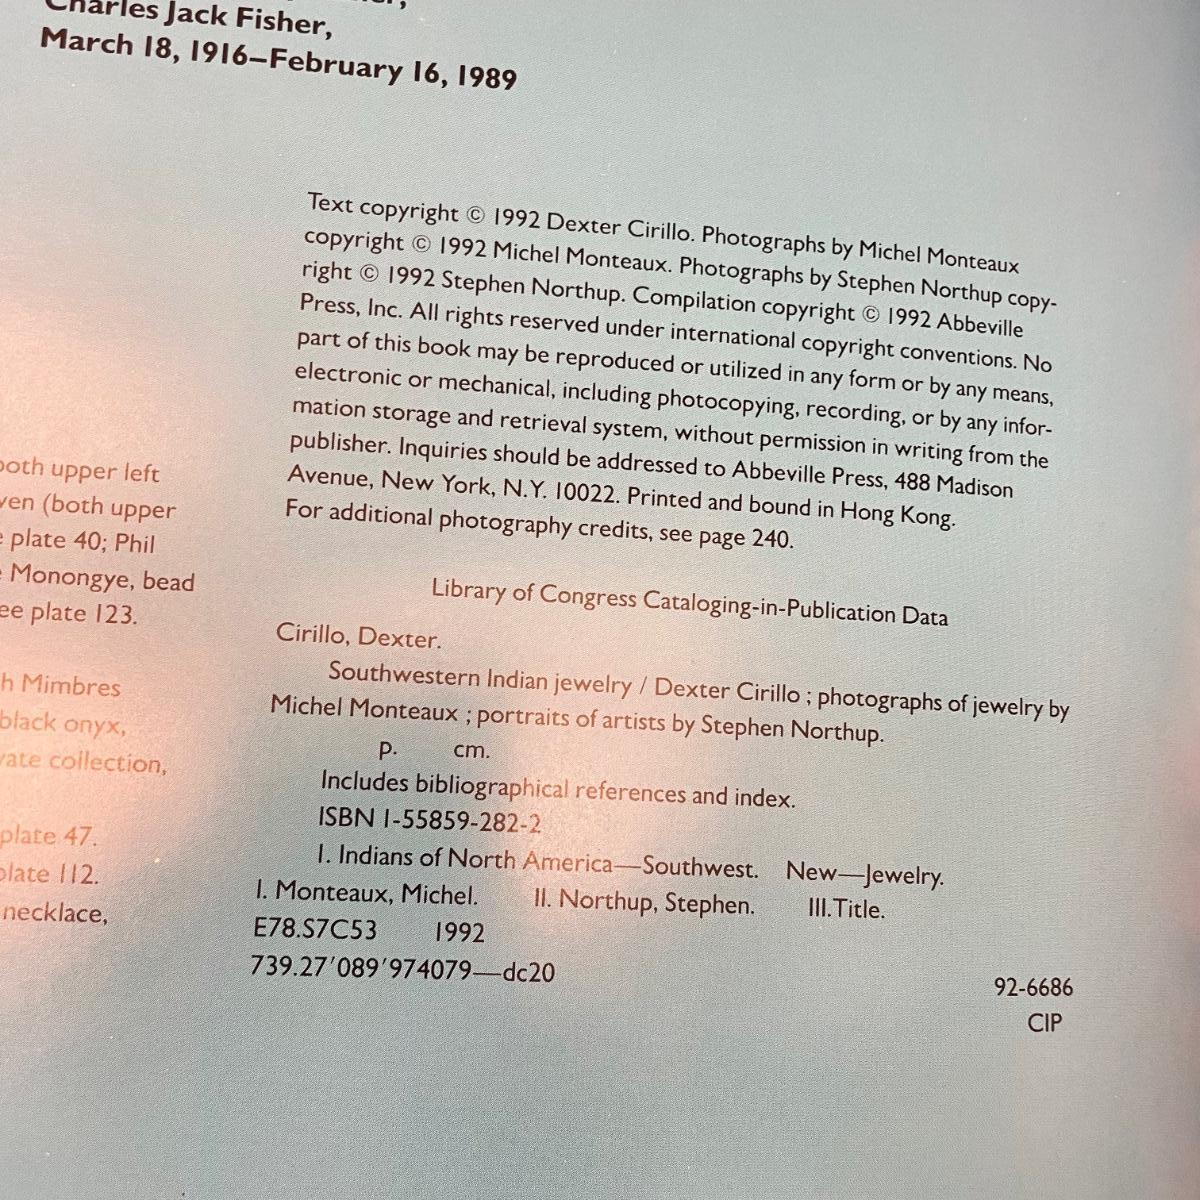 Charles Jack Fisher,
March 18, 1916–February 16, 1989
Text copyright © 1992 Dexter Cirillo. Photographs by Michel Monteaux
copyright © 1992 Michel Monteaux. Photographs by Stephen Northup copy-
right © 1992 Stephen Northup. Compilation copyright © 1992 Abbeville
Press, Inc. All rights reserved under international copyright conventions. No
part of this book may be reproduced or utilized in any form or by any means,
electronic or mechanical, including photocopying, recording, or by any infor-
mation storage and retrieval system, without permission in writing from the
publisher. Inquiries should be addressed to Abbeville Press, 488 Madison
Avenue, New York, N.Y. 10022. Printed and bound in Hong Kong.
For additional photography credits, see page 240.
both upper left
ven (both upper
e plate 40; Phil
e Monongye, bead
ee plate 123.
h Mimbres
black onyx,
vate collection,
plate 47.
plate 112.
necklace,
Library of Congress Cataloging-in-Publication Data
Cirillo, Dexter.
Southwestern Indian jewelry / Dexter Cirillo ; photographs of jewelry by
Michel Monteaux ; portraits of artists by Stephen Northup.
p. cm.
Includes bibliographical references and index.
ISBN 1-55859-282-2
1. Indians of North America—Southwest. New—Jewelry.
I. Monteaux, Michel. II. Northup, Stephen. III.Title.
E78.S7C53 1992
739.27′089′974079—dc20
92-6686
CIP